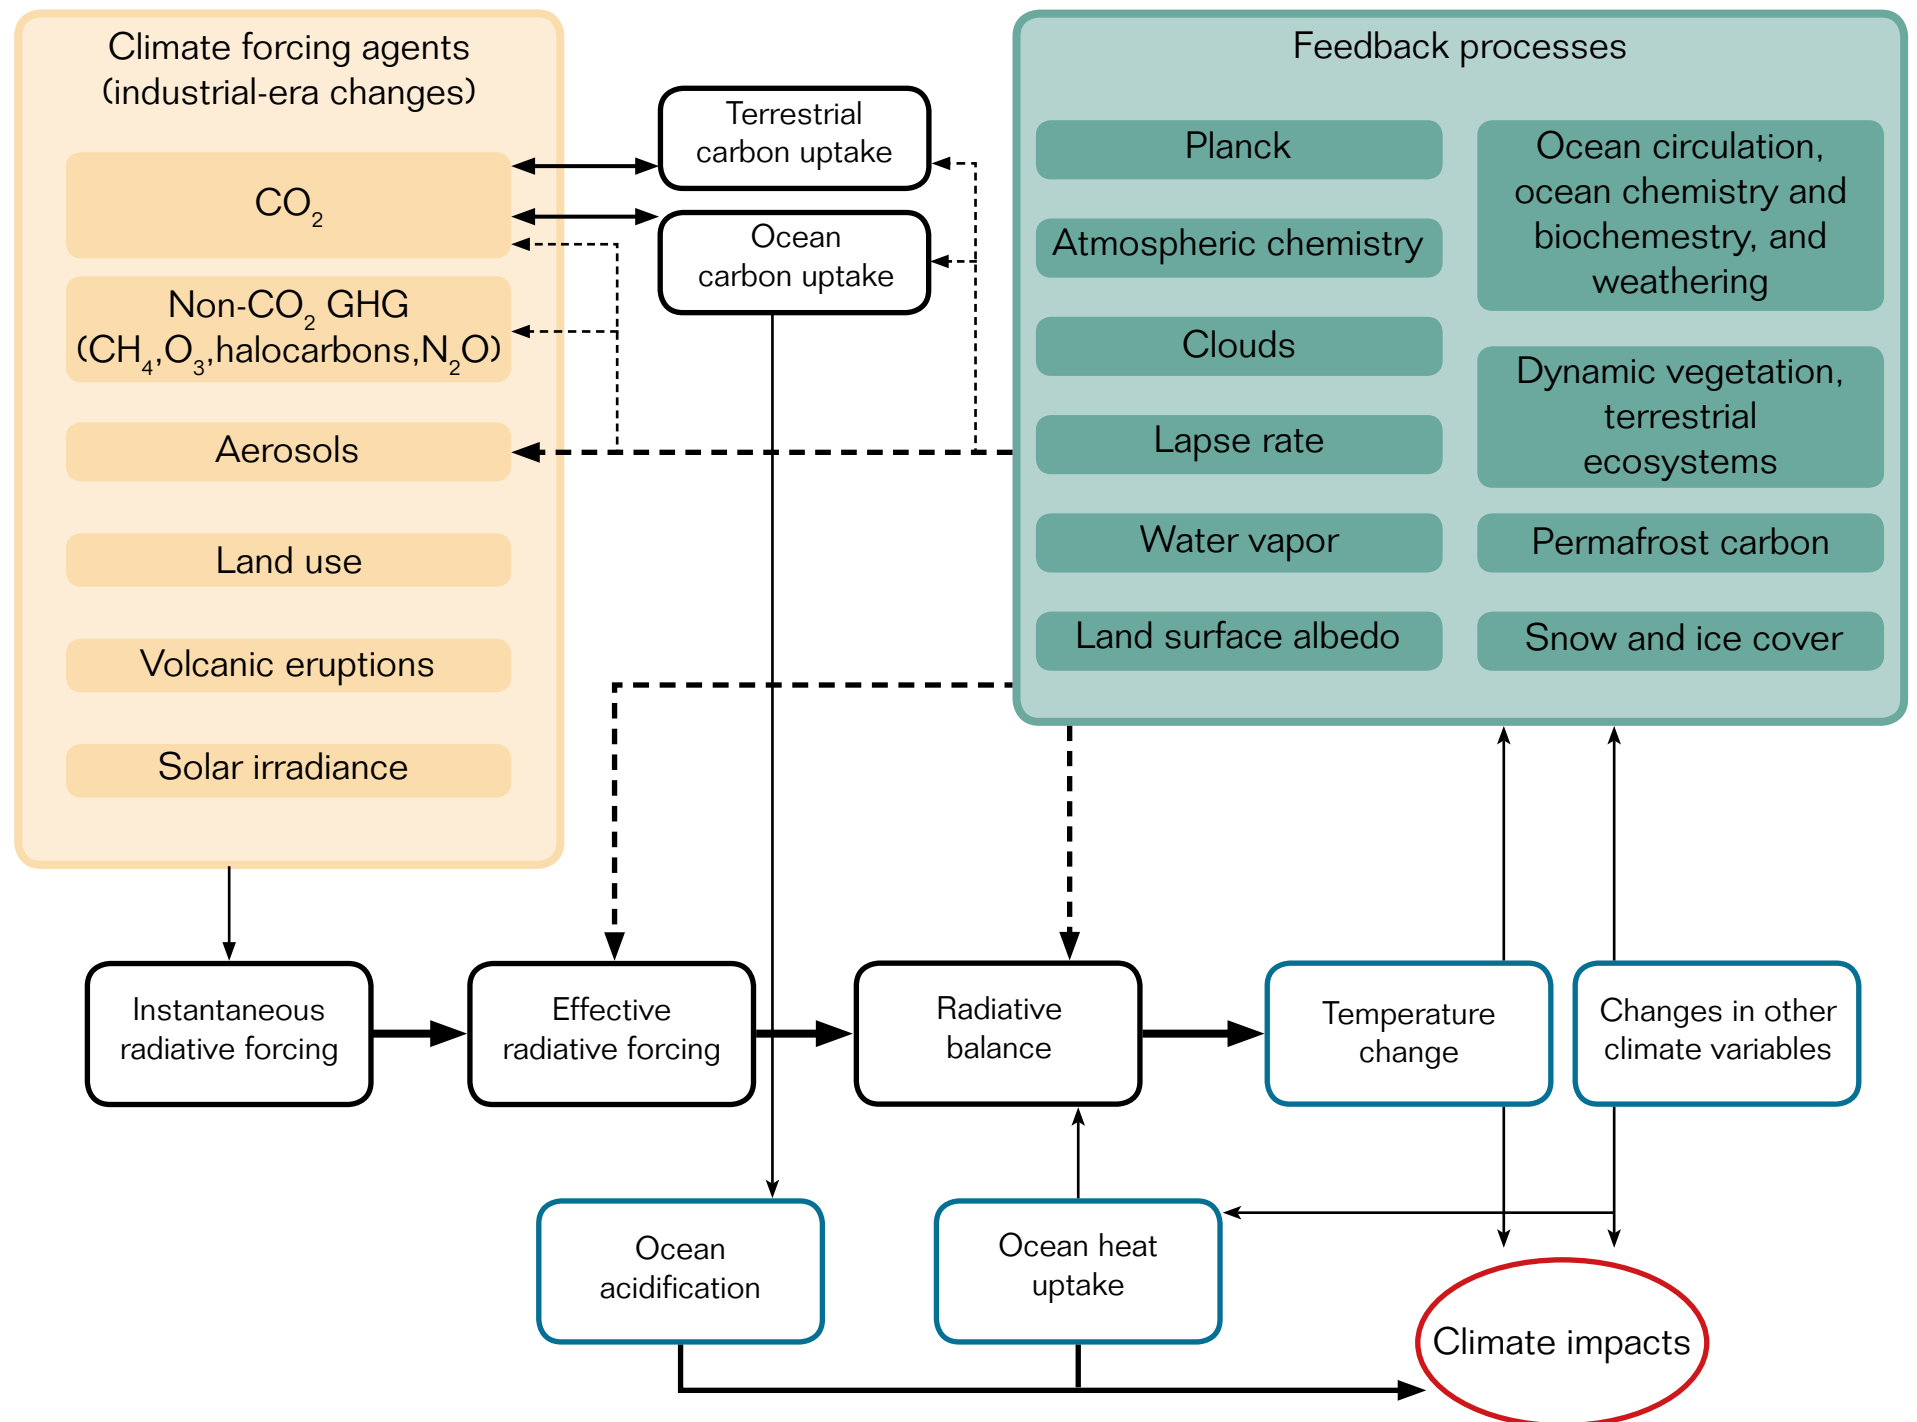 Climate forcing agents
(industrial-era changes)
CO₂
Non-CO₂ GHG
(CH₄,O₃,halocarbons,N₂O)
Aerosols
Land use
Volcanic eruptions
Solar irradiance
Terrestrial
carbon uptake
Ocean
carbon uptake
Feedback processes
Planck
Atmospheric chemistry
Clouds
Lapse rate
Water vapor
Land surface albedo
Ocean circulation,
ocean chemistry and
biochemestry, and
weathering
Dynamic vegetation,
terrestrial
ecosystems
Permafrost carbon
Snow and ice cover
Instantaneous
radiative forcing
Effective
radiative forcing
Radiative
balance
Temperature
change
Changes in other
climate variables
Ocean
acidification
Ocean heat
uptake
Climate impacts